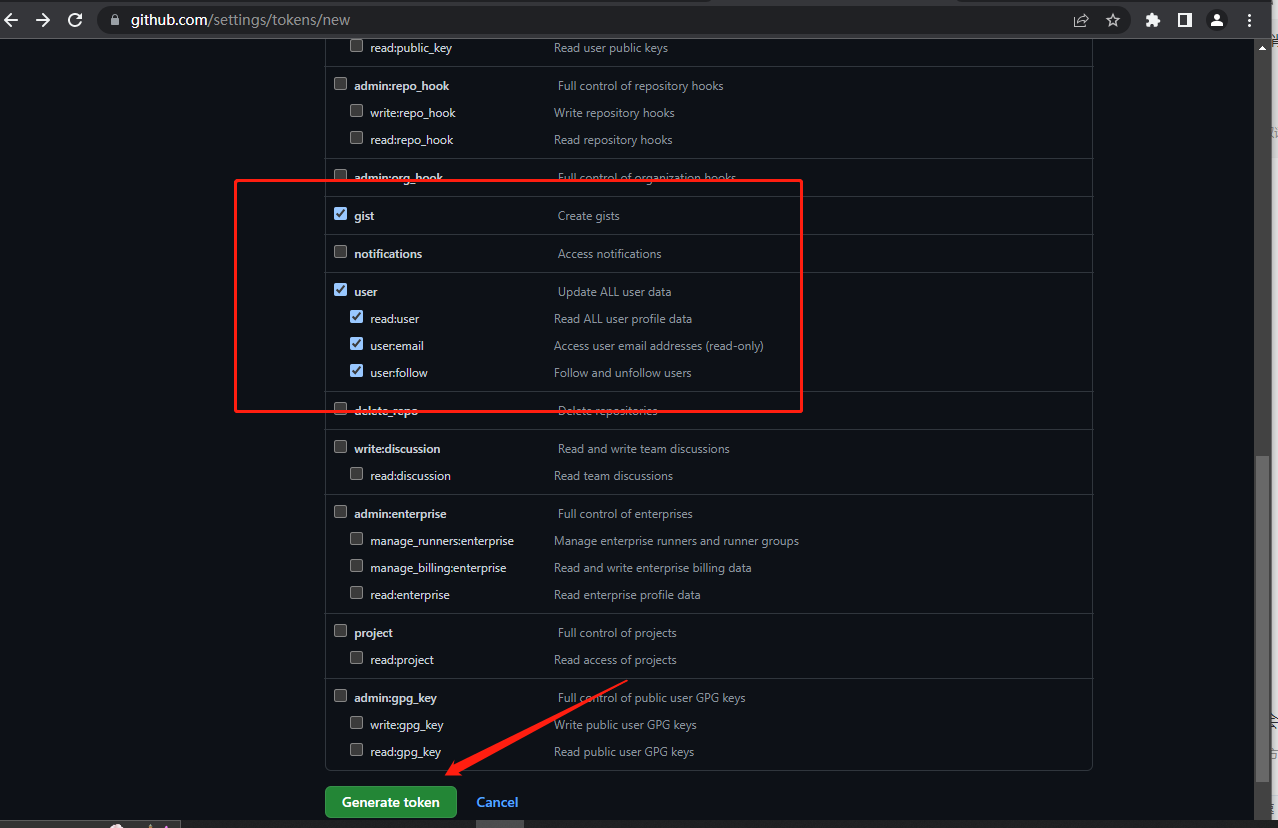 github.com/settings/tokens/new
read:public_key Read user public keys
admin:repo_hook Full control of repository hooks
write:repo_hook Write repository hooks
read:repo_hook Read repository hooks
admin:org_hook Full control of organization hooks
gist Create gists
notifications Access notifications
user Update ALL user data
read:user Read ALL user profile data
user:email Access user email addresses (read-only)
user:follow Follow and unfollow users
delete_repo Delete repositories
write:discussion Read and write team discussions
read:discussion Read team discussions
admin:enterprise Full control of enterprises
manage_runners:enterprise Manage enterprise runners and runner groups
manage_billing:enterprise Read and write enterprise billing data
read:enterprise Read enterprise profile data
project Full control of projects
read:project Read access of projects
admin:gpg_key Full control of public user GPG keys
write:gpg_key Write public user GPG keys
read:gpg_key Read public user GPG keys
Generate token Cancel